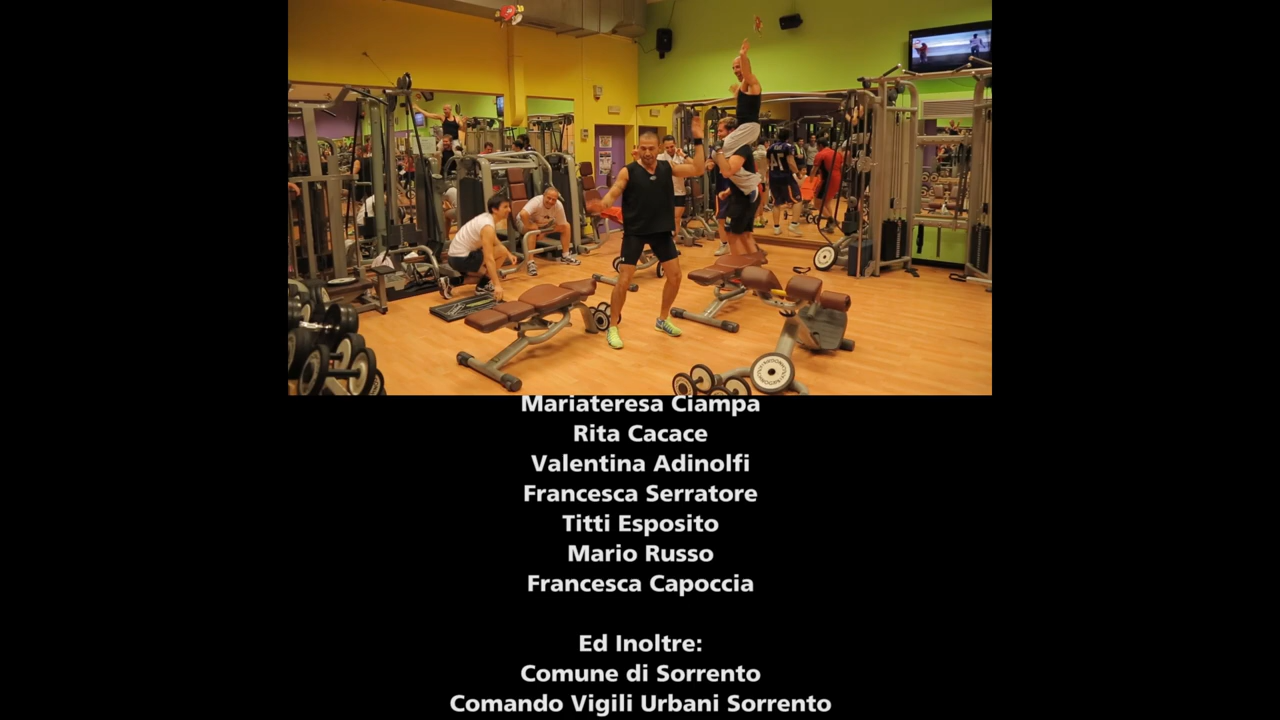 Mariateresa Ciampa
Rita Cacace
Valentina Adinolfi
Francesca Serratore
Titti Esposito
Mario Russo
Francesca Capoccia
Ed Inoltre:
Comune di Sorrento
Comando Vigili Urbani Sorrento